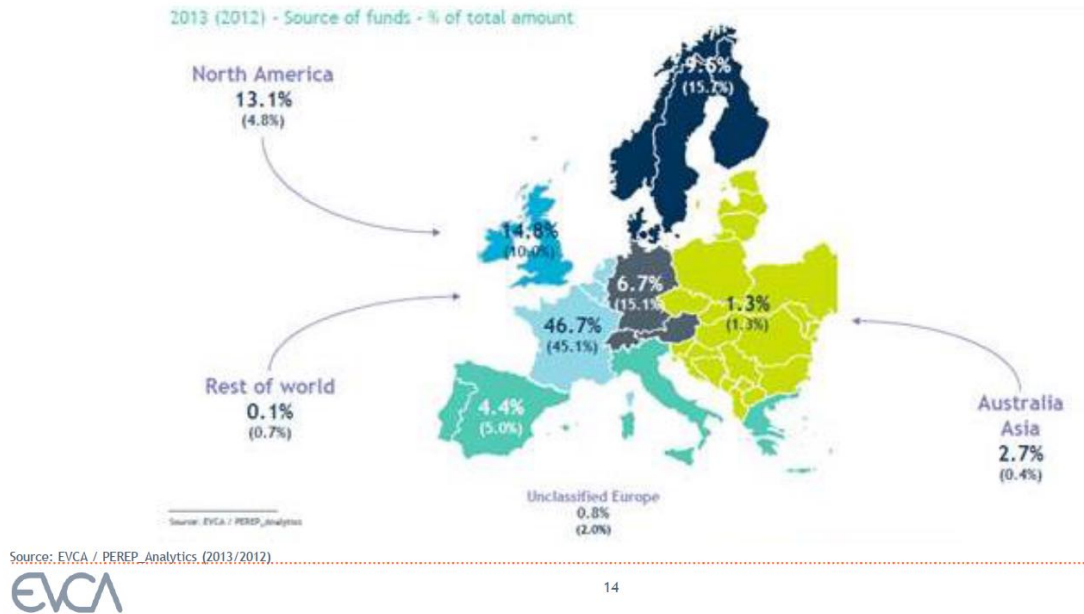 2013 (2012) - Source of funds - % of total amount
North America
13.1%
(4.8%)
9.6%
(15.7%)
14.8%
(10.0%)
6.7%
(15.1%
1.3%
(1.3%)
46.7%
(45.1%)
Rest of world
0.1%
(0.7%)
4.4%
(5.0%)
Australia
Asia
2.7%
(0.4%)
Unclassified Europe
0.8%
(2.0%)
Source: EVCA / PEREP_Analytics
Source: EVCA / PEREP_Analytics (2013/2012)
EVCA
14